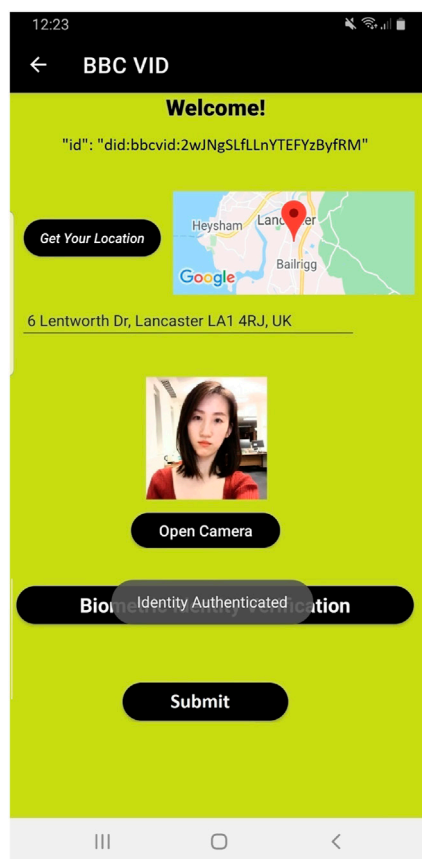 12:23
BBC VID
Welcome!
"id": "did:bbcvid:2wJNgSLfLLnYTEFYzByfRM"
Get Your Location
Heysham
Bailrigg
Google
6 Lentworth Dr, Lancaster LA1 4RJ, UK
Open Camera
Identity Authenticated
Submit